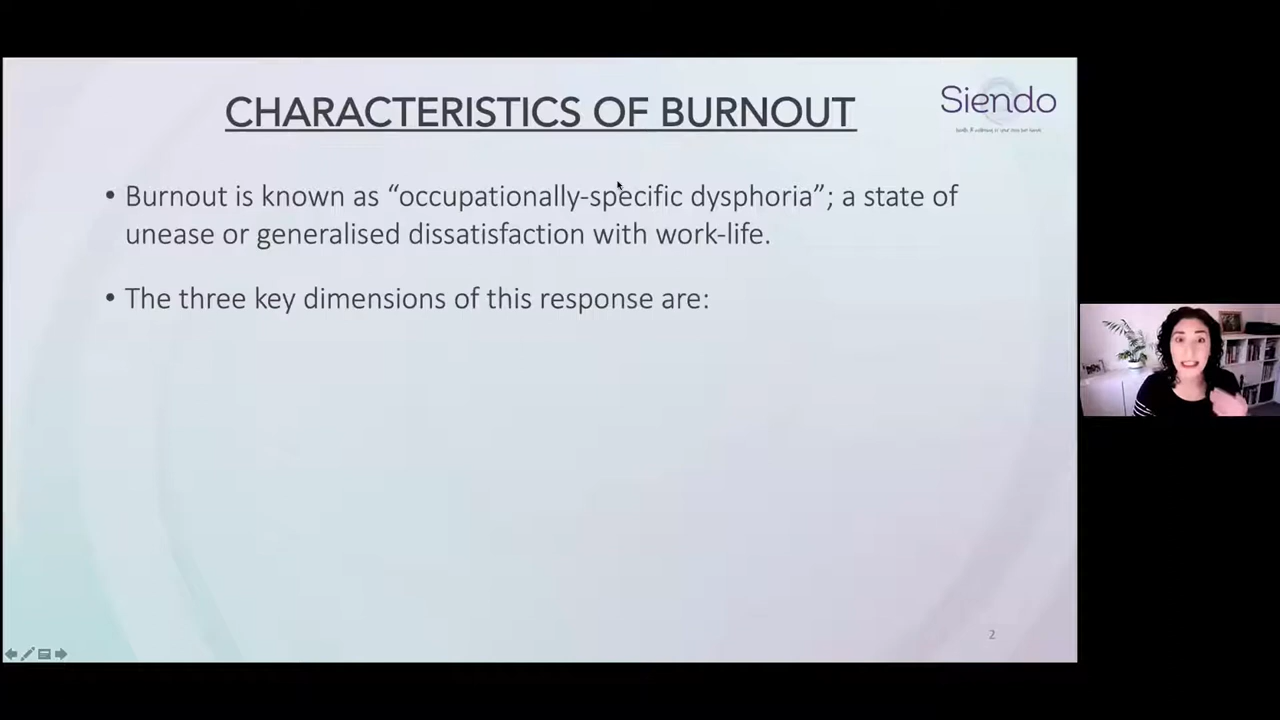 CHARACTERISTICS OF BURNOUT
Siendo
• Burnout is known as “occupationally-specific dysphoria”; a state of
unease or generalised dissatisfaction with work-life.
• The three key dimensions of this response are:
2